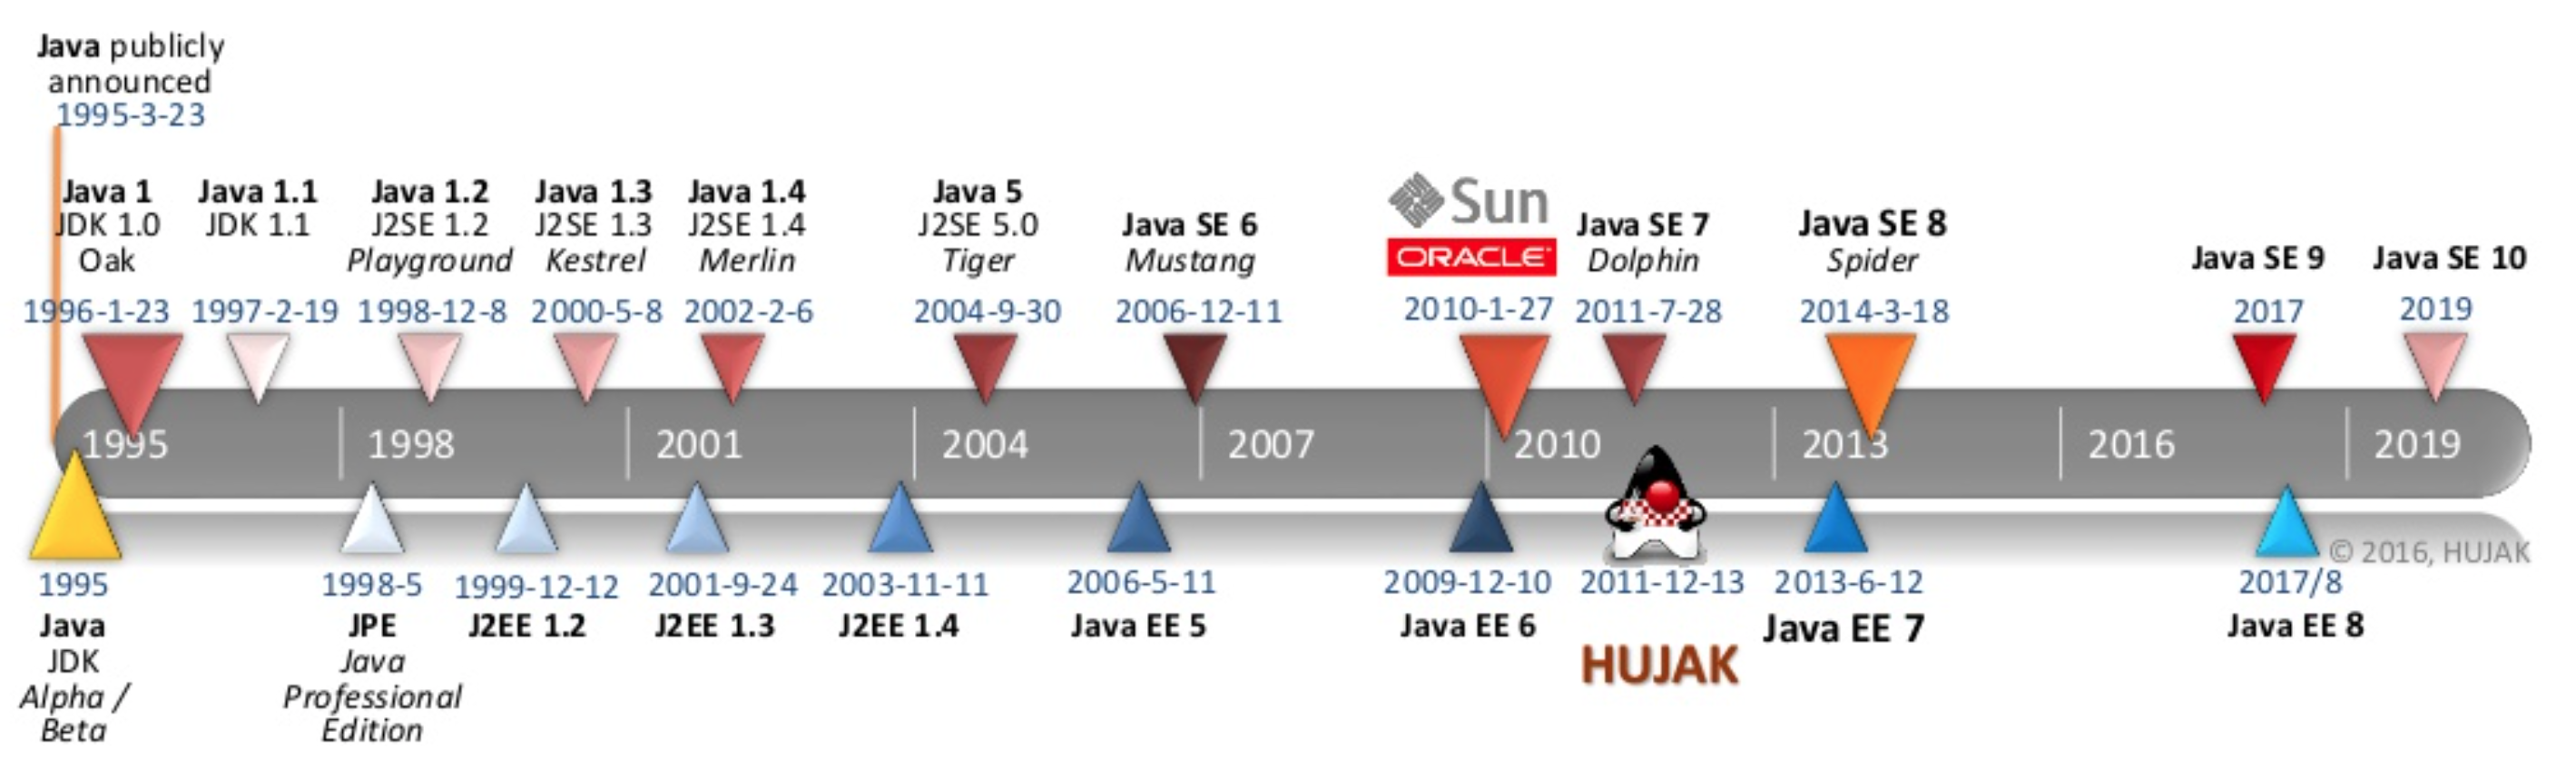 Java publicly
announced
1995-3-23
Java 1
JDK 1.0
Oak
1996-1-23
Java 1.1
JDK 1.1
1997-2-19
Java 1.2
J2SE 1.2
Playground
1998-12-8
Java 1.3
J2SE 1.3
Kestrel
2000-5-8
Java 1.4
J2SE 1.4
Merlin
2002-2-6
Java 5
J2SE 5.0
Tiger
2004-9-30
Java SE 6
Mustang
2006-12-11
Sun
ORACLE
2010-1-27
Java SE 7
Dolphin
2011-7-28
Java SE 8
Spider
2014-3-18
Java SE 9
2017
Java SE 10
2019
1995 1998 2001 2004 2007 2010 2013 2016 2019
© 2016, HUJAK
1995
Java
JDK
Alpha /
Beta
1998-5
JPE
Java
Professional
Edition
1999-12-12
J2EE 1.2
2001-9-24
J2EE 1.3
2003-11-11
J2EE 1.4
2006-5-11
Java EE 5
2009-12-10
Java EE 6
2011-12-13
HUJAK
2013-6-12
Java EE 7
2017/8
Java EE 8